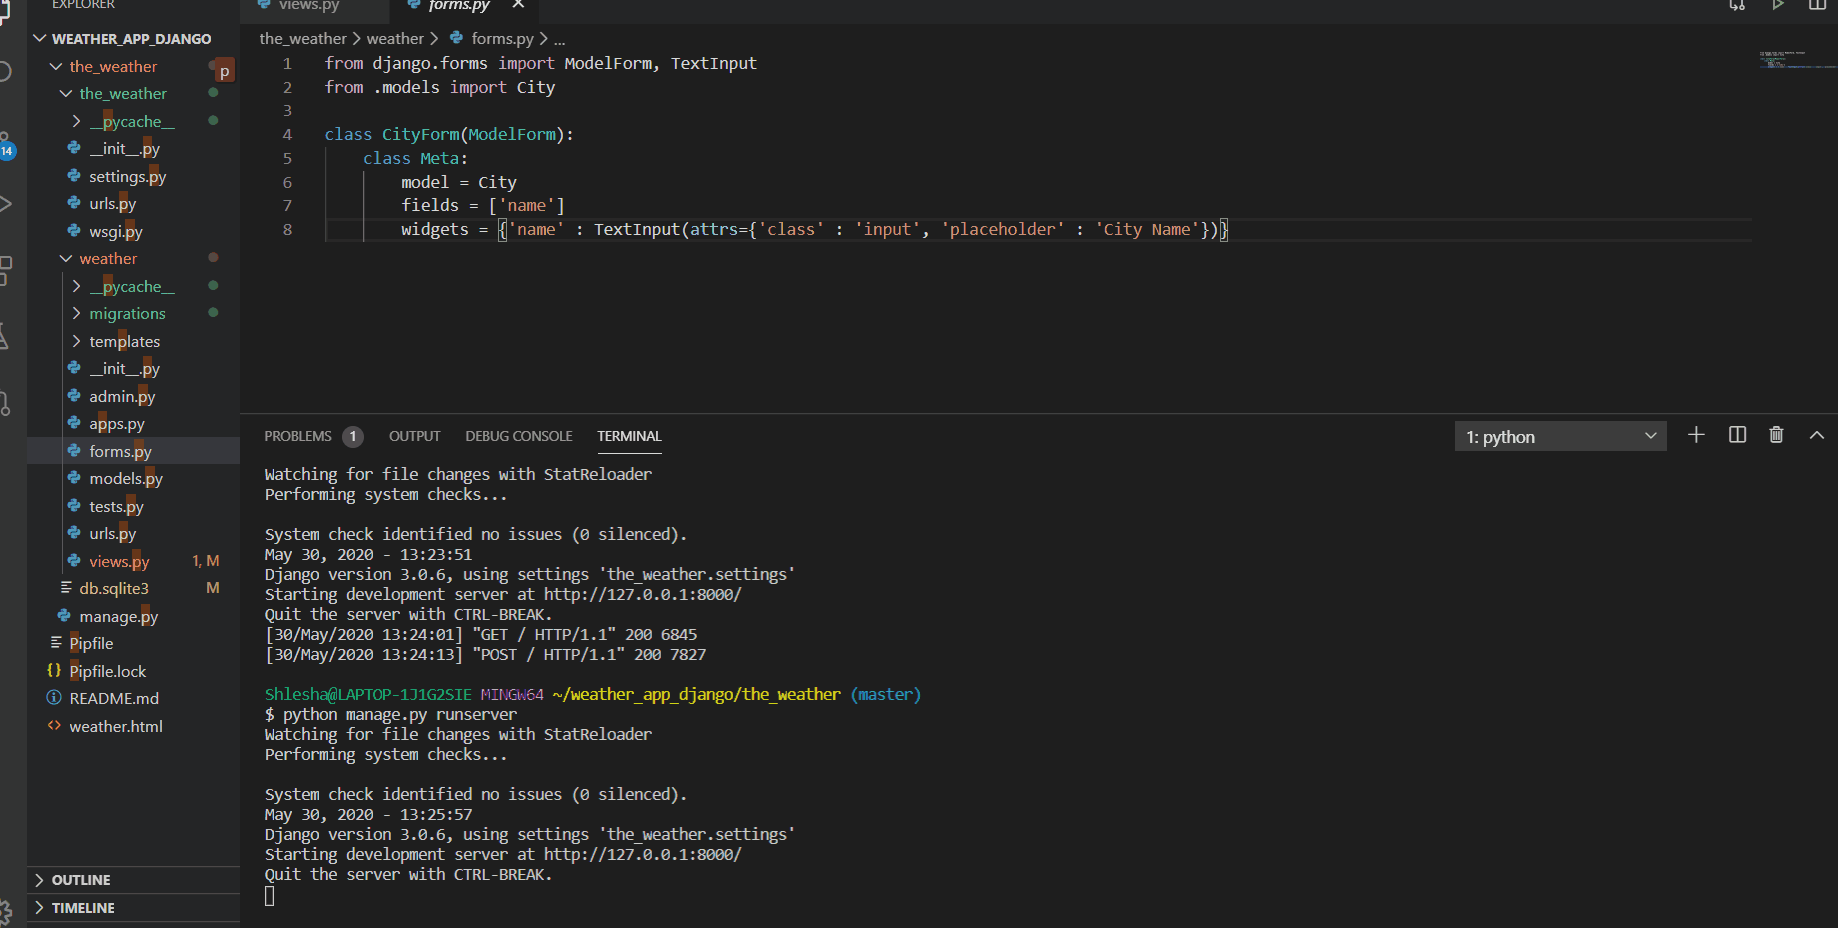 EXPLORER
WEATHER_APP_DJANGO
the_weather
p
the_weather
__pycache__
__init__.py
14
settings.py
urls.py
wsgi.py
weather
__pycache__
migrations
templates
__init__.py
admin.py
apps.py
forms.py
models.py
tests.py
urls.py
views.py 1, M
db.sqlite3 M
manage.py
Pipfile
{} Pipfile.lock
README.md
<> weather.html
OUTLINE
TIMELINE
views.py forms.py
the_weather > weather > forms.py > ...
1 from django.forms import ModelForm, TextInput
2 from .models import City
3
4 class CityForm(ModelForm):
5 class Meta:
6 model = City
7 fields = ['name']
8 widgets = {'name' : TextInput(attrs={'class' : 'input', 'placeholder' : 'City Name'})}
PROBLEMS 1 OUTPUT DEBUG CONSOLE TERMINAL 1: python
Watching for file changes with StatReloader
Performing system checks...
System check identified no issues (0 silenced).
May 30, 2020 - 13:23:51
Django version 3.0.6, using settings 'the_weather.settings'
Starting development server at http://127.0.0.1:8000/
Quit the server with CTRL-BREAK.
[30/May/2020 13:24:01] "GET / HTTP/1.1" 200 6845
[30/May/2020 13:24:13] "POST / HTTP/1.1" 200 7827
Shlesha@LAPTOP-1J1G2SIE MINGW64 ~/weather_app_django/the_weather (master)
$ python manage.py runserver
Watching for file changes with StatReloader
Performing system checks...
System check identified no issues (0 silenced).
May 30, 2020 - 13:25:57
Django version 3.0.6, using settings 'the_weather.settings'
Starting development server at http://127.0.0.1:8000/
Quit the server with CTRL-BREAK.